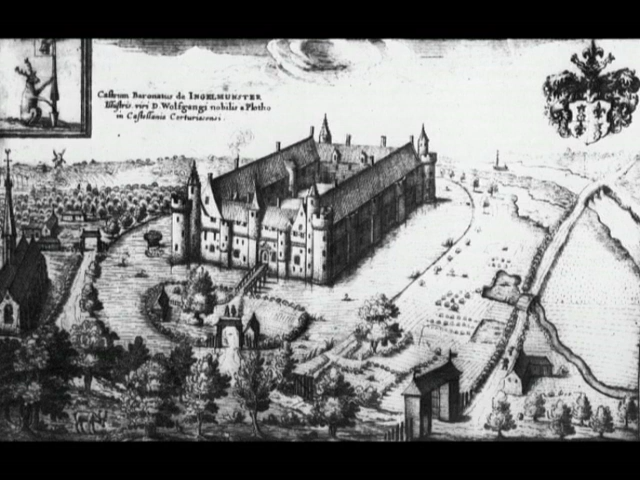 Castrum Baronatus de INGELMUNSTER
Illustris. viri D. Wolfgangi nobilis a Plotho
in Castellania Corturiacensi.